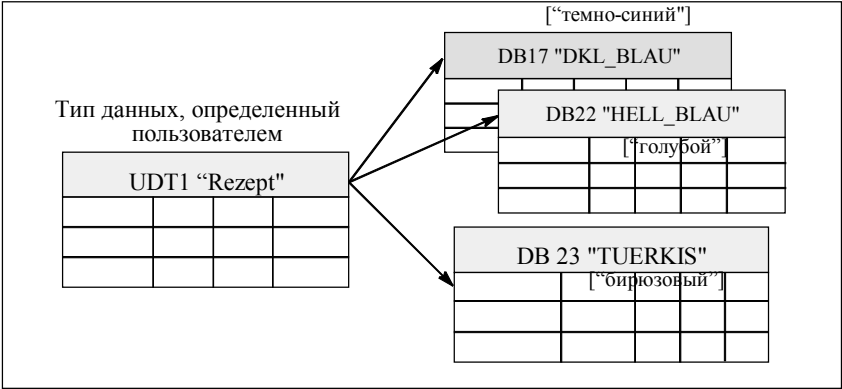 ["темно-синий"]
DB17 "DKL_BLAU"
Тип данных, определенный
пользователем
DB22 "HELL_BLAU"
[“голубой”]
UDT1 “Rezept"
DB 23 "TUERKIS"
[“бирюзовый”]